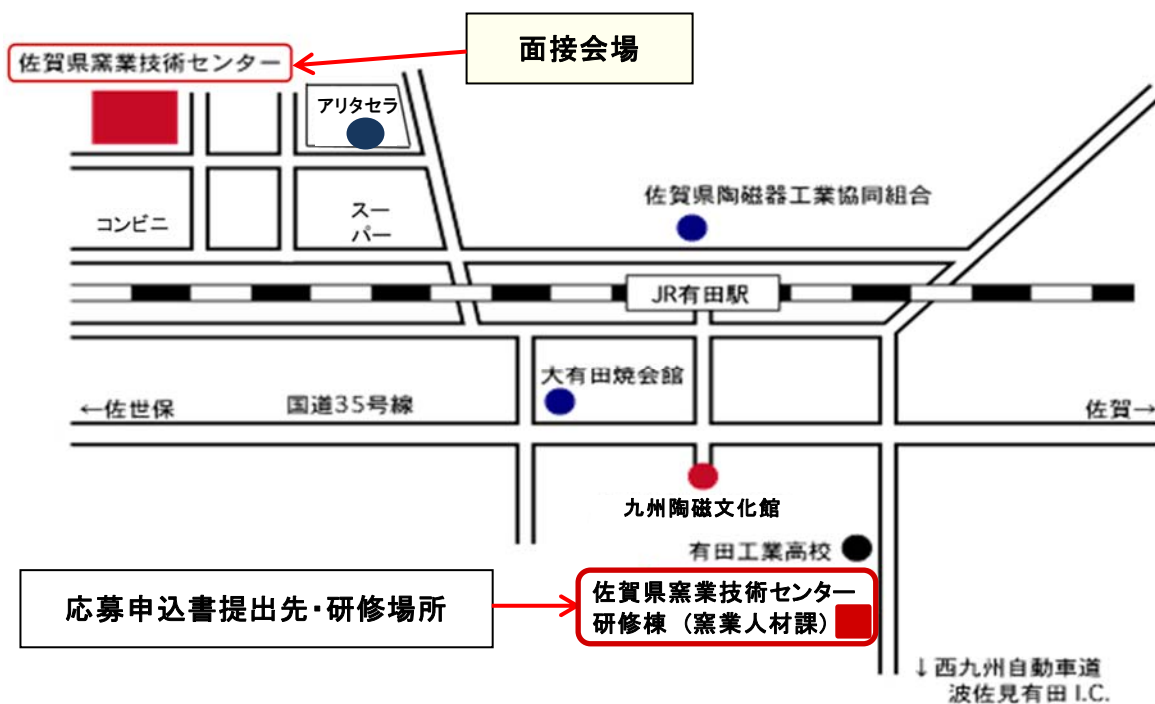 面接会場
佐賀県窯業技術センター
アリタセラ
佐賀県陶磁器工業協同組合
コンビニ
スー
パー
JR有田駅
大有田焼会館
←佐世保
国道35号線
佐賀→
九州陶磁文化館
有田工業高校
応募申込書提出先・研修場所
佐賀県窯業技術センター
研修棟（窯業人材課）
↓西九州自動車道
波佐見有田 I.C.